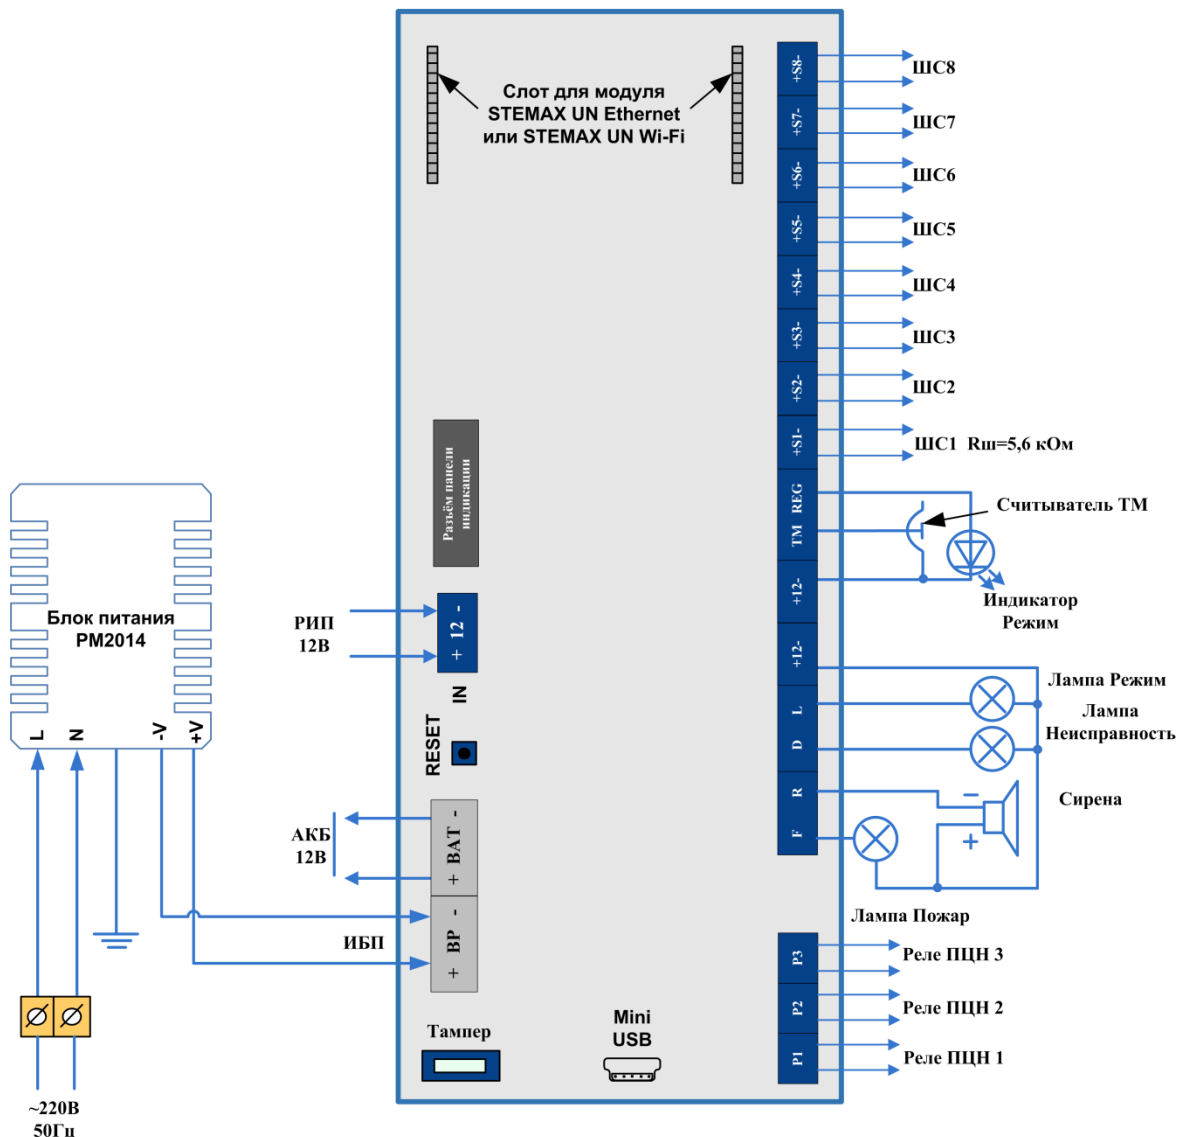 Слот для модуля
STEMAX UN Ethernet
или STEMAX UN Wi-Fi
+S8-
ШС8
+S7-
ШС7
+S6-
ШС6
+S5-
ШС5
+S4-
ШС4
+S3-
ШС3
+S2-
ШС2
+S1-
ШС1 Rш=5,6 кОм
REG
TM
Считыватель ТМ
+12-
Индикатор
Режим
+12-
L
Лампа Режим
D
Лампа
Неисправность
R
–
+
Сирена
F
Лампа Пожар
P3
Реле ПЦН 3
P2
Реле ПЦН 2
P1
Реле ПЦН 1
Разъём панели
индикации
РИП
12В
+ 12 -
IN
RESET
Блок питания
PM2014
L
N
-V
+V
АКБ
12В
+ BAT -
ИБП
+ BP -
Тампер
Mini
USB
~220В
50Гц